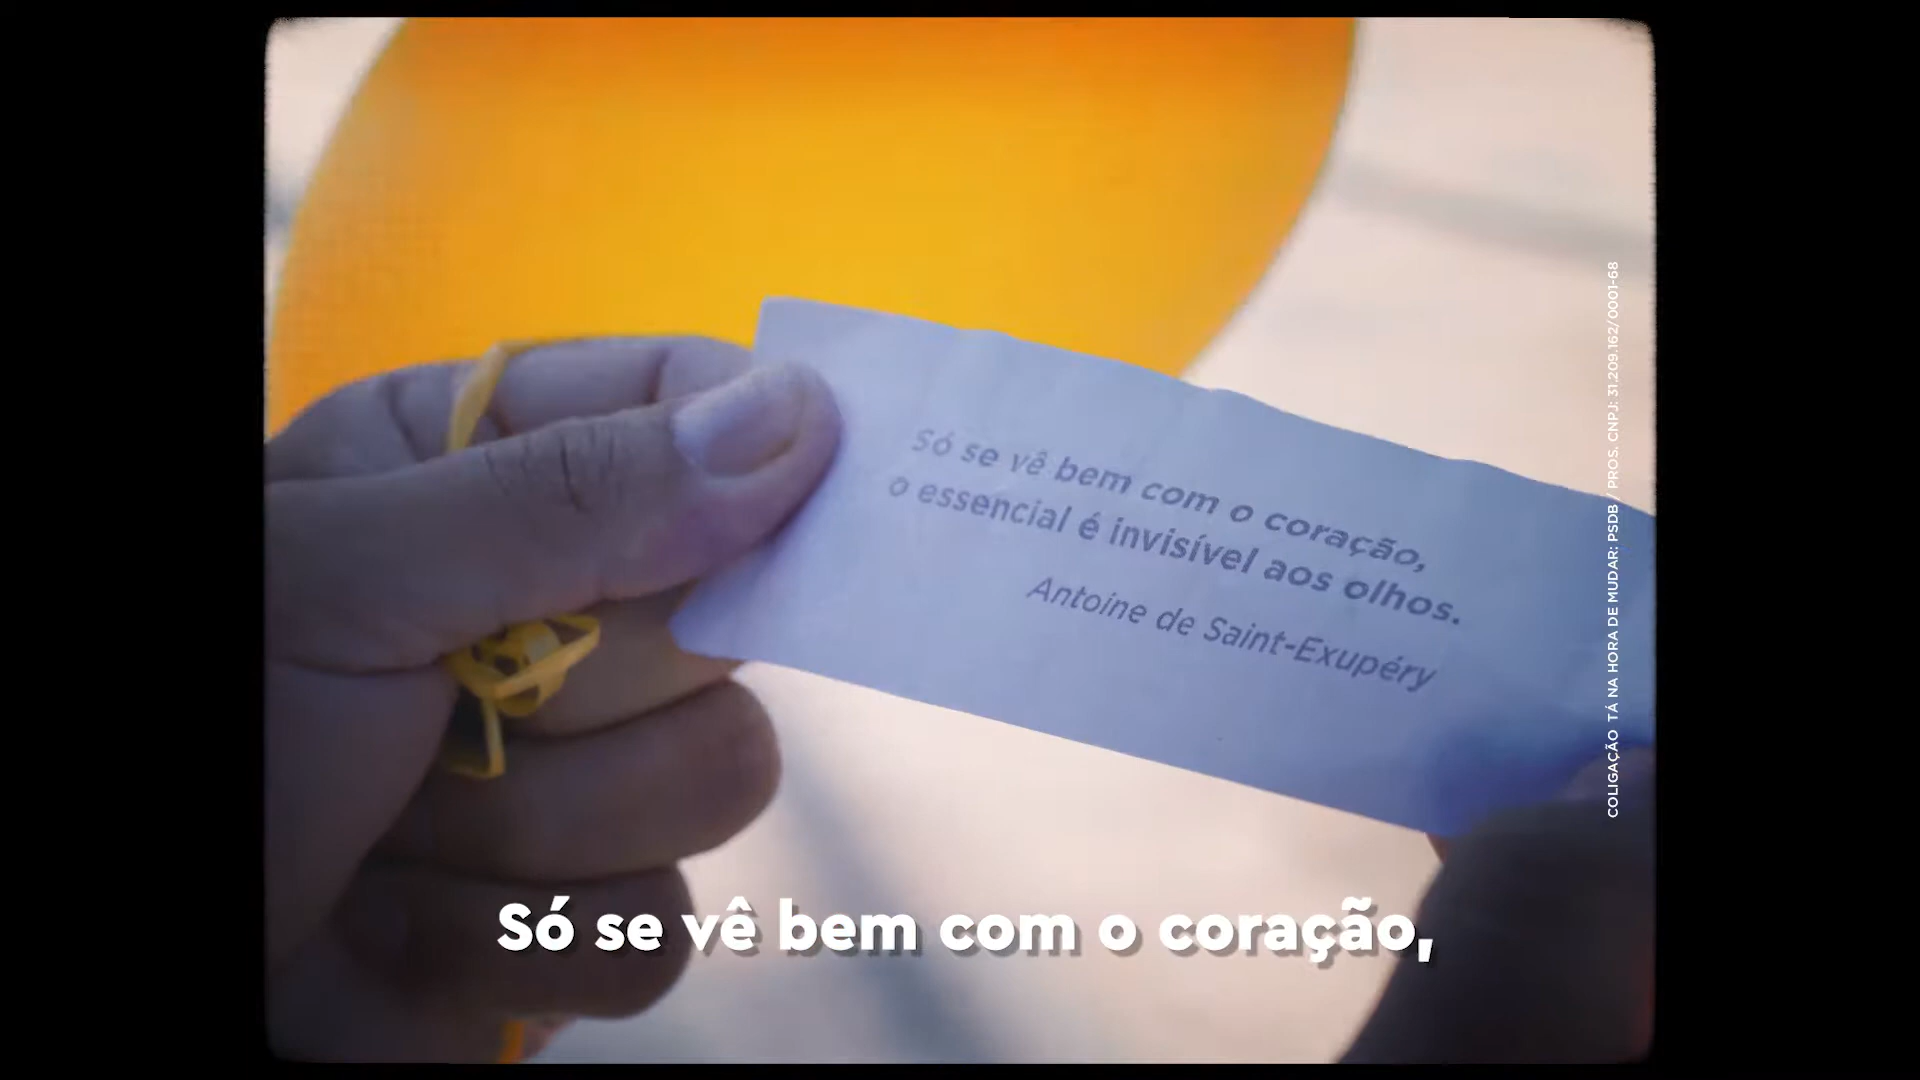 Só se vê bem com o coração,
o essencial é invisível aos olhos.
Antoine de Saint-Exupéry
COLIGAÇÃO TÁ NA HORA DE MUDAR: PSDB / PROS. CNPJ: 31.209.162/0001-68
Só se vê bem com o coração,